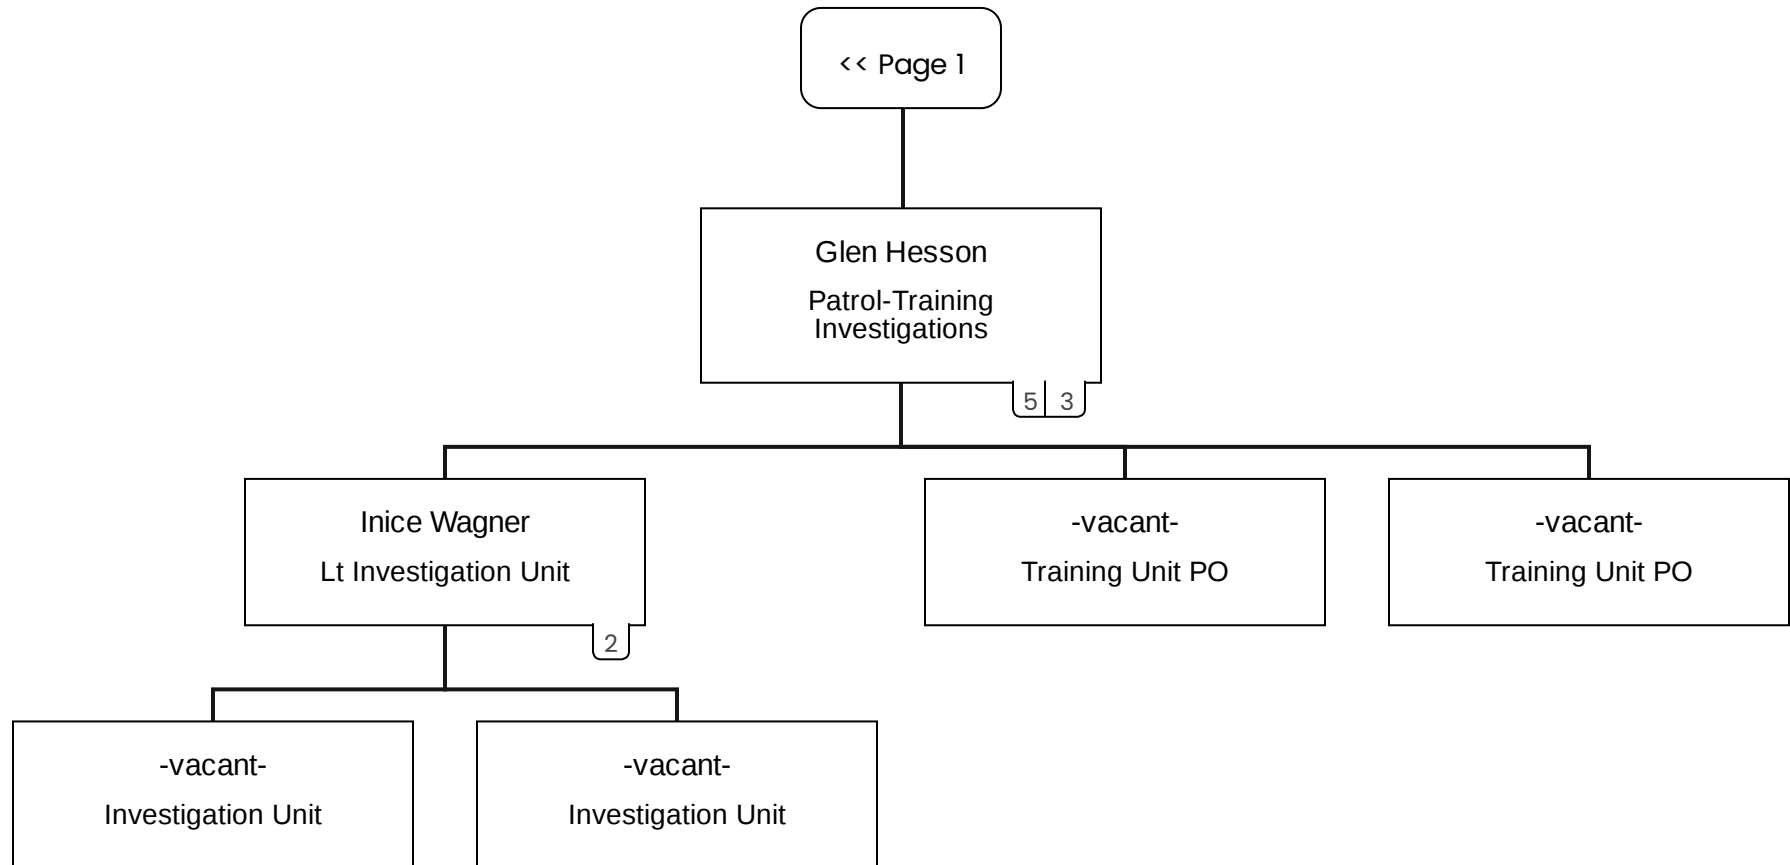 << Page 1
Glen Hesson
Patrol-Training
Investigations
5 3
Inice Wagner
Lt Investigation Unit
2
-vacant-
Training Unit PO
-vacant-
Training Unit PO
-vacant-
Investigation Unit
-vacant-
Investigation Unit